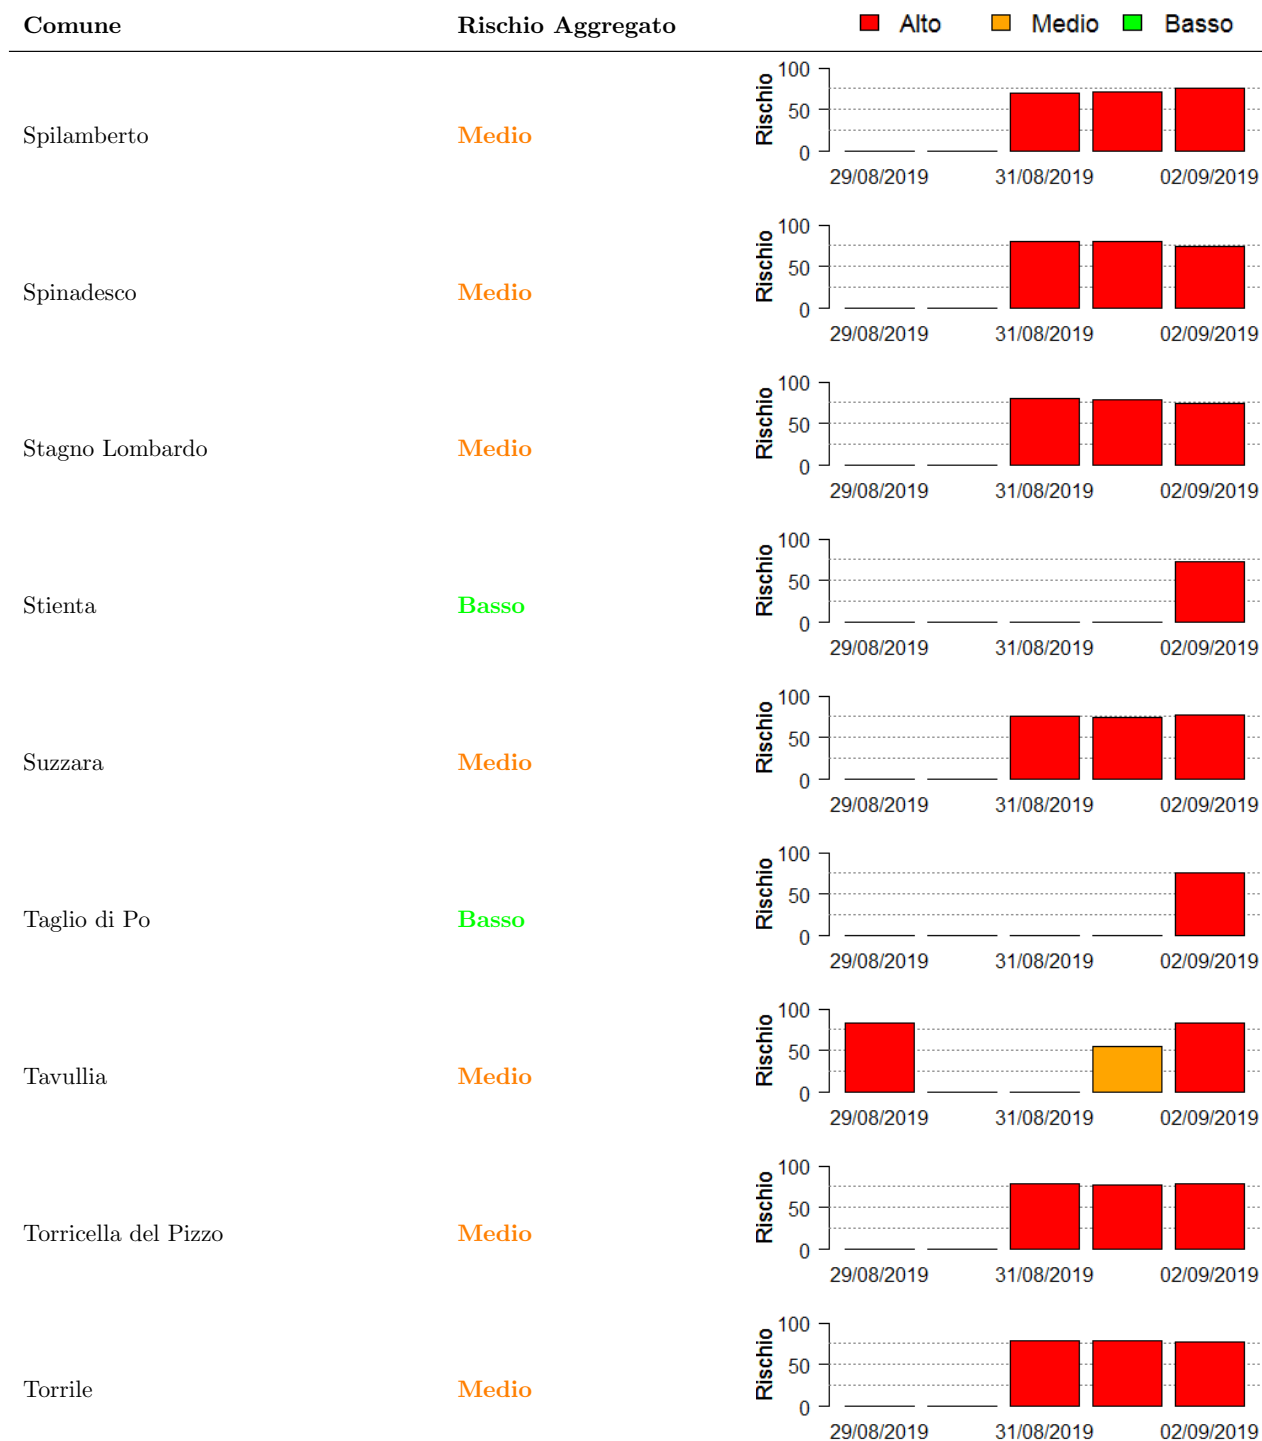 Comune Rischio Aggregato Alto Medio Basso
Spilamberto Medio
Rischio
100
50
0
29/08/2019 31/08/2019 02/09/2019
Spinadesco Medio
Rischio
100
50
0
29/08/2019 31/08/2019 02/09/2019
Stagno Lombardo Medio
Rischio
100
50
0
29/08/2019 31/08/2019 02/09/2019
Stienta Basso
Rischio
100
50
0
29/08/2019 31/08/2019 02/09/2019
Suzzara Medio
Rischio
100
50
0
29/08/2019 31/08/2019 02/09/2019
Taglio di Po Basso
Rischio
100
50
0
29/08/2019 31/08/2019 02/09/2019
Tavullia Medio
Rischio
100
50
0
29/08/2019 31/08/2019 02/09/2019
Torricella del Pizzo Medio
Rischio
100
50
0
29/08/2019 31/08/2019 02/09/2019
Torrile Medio
Rischio
100
50
0
29/08/2019 31/08/2019 02/09/2019